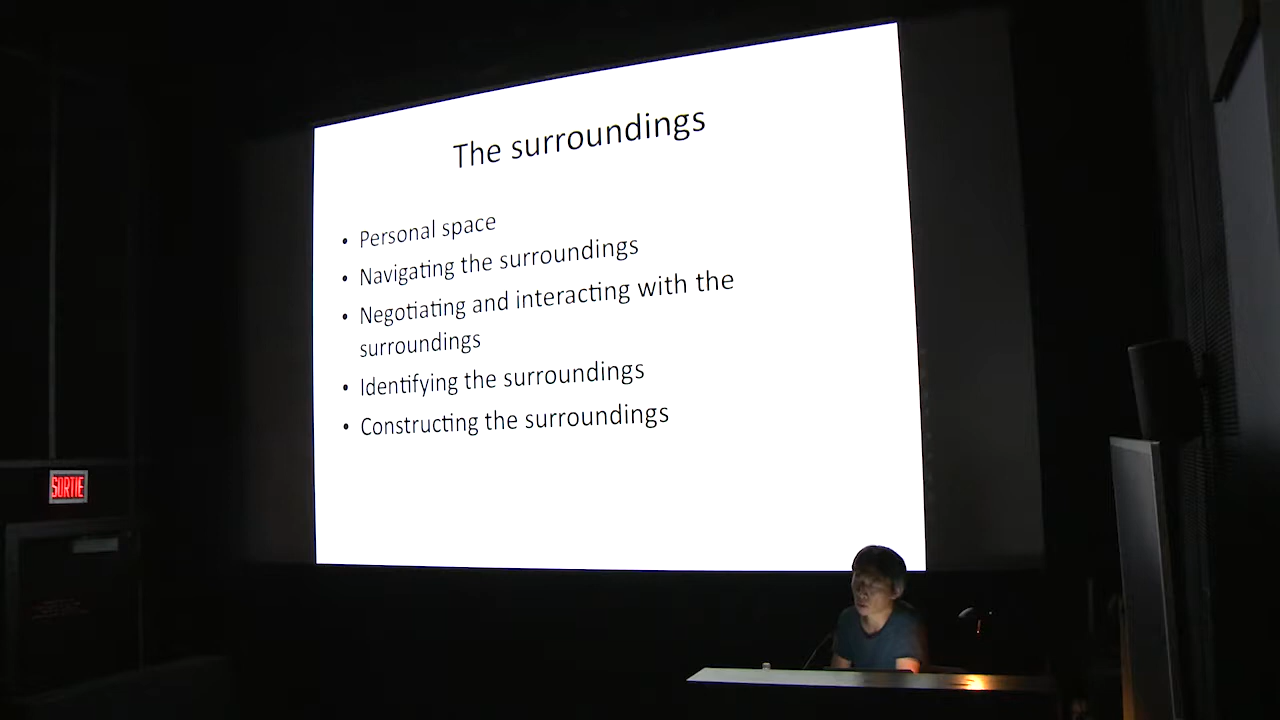 The surroundings
• Personal space
• Navigating the surroundings
• Negotiating and interacting with the
surroundings
• Identifying the surroundings
• Constructing the surroundings
SORTIE